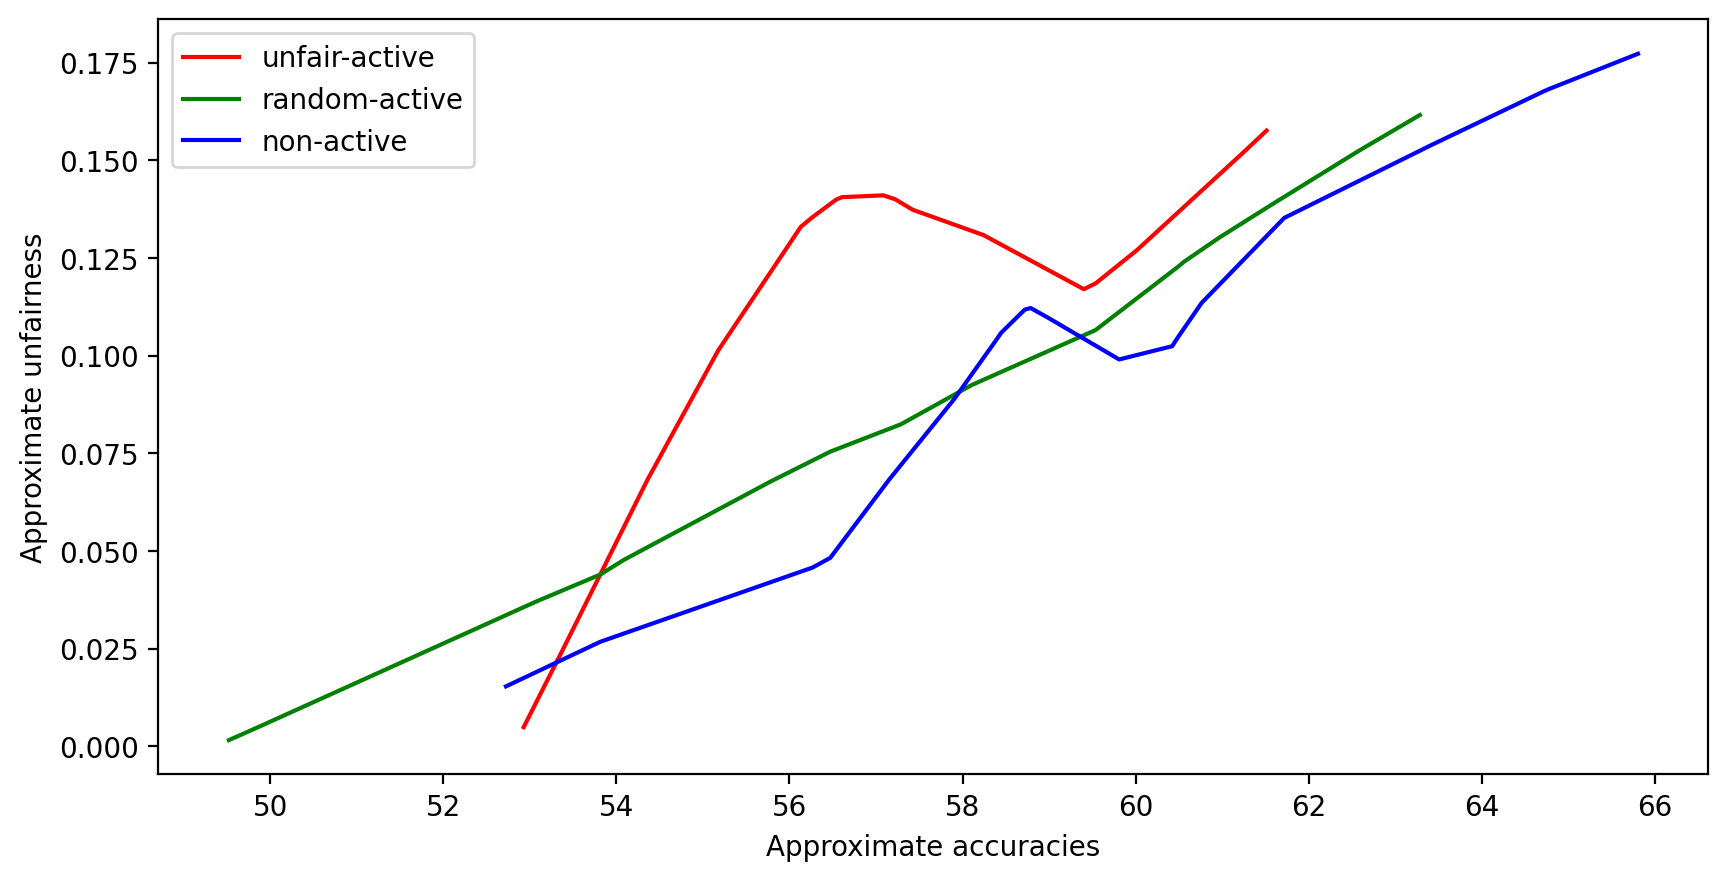 unfair-active
random-active
non-active
0.175
0.150
0.125
0.100
0.075
0.050
0.025
0.000
Approximate unfairness
50 52 54 56 58 60 62 64 66
Approximate accuracies